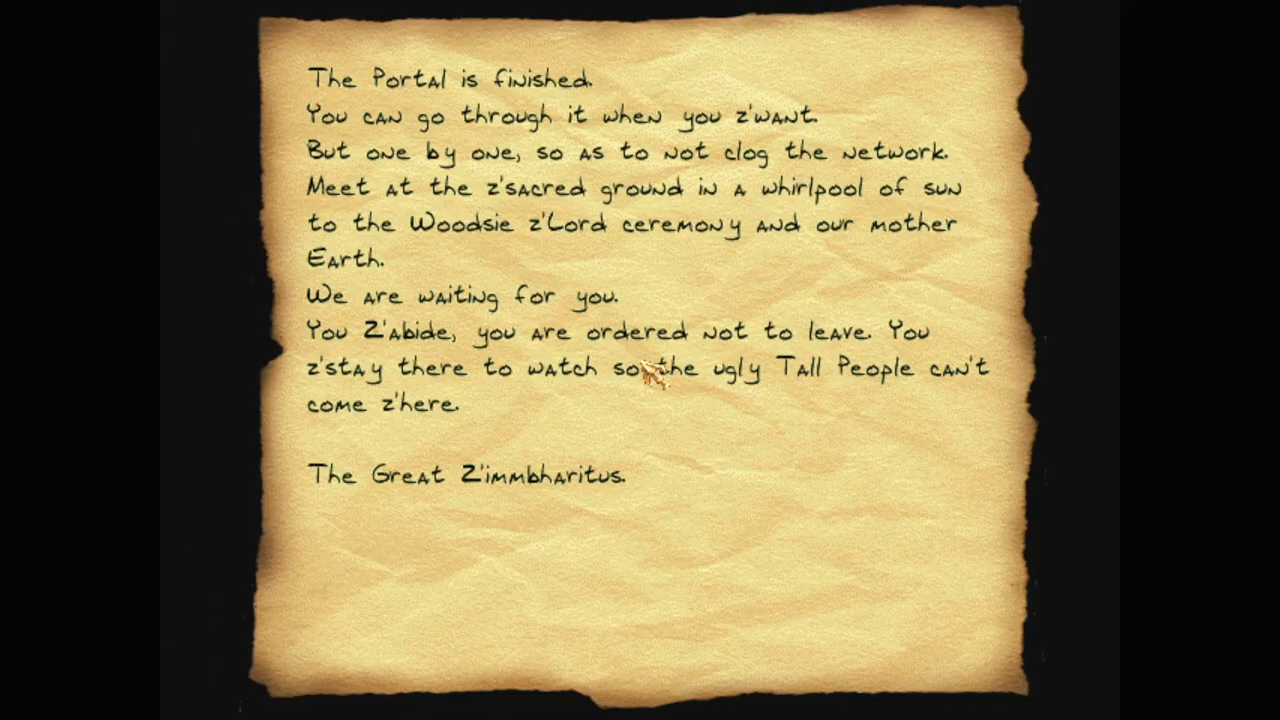 The Portal is finished.
You can go through it when you z'want.
But one by one, so as to not clog the network.
Meet at the z'sacred ground in a whirlpool of sun
to the Woodsie z'Lord ceremony and our mother
Earth.
We are waiting for you.
You Z'abide, you are ordered not to leave. You
z'stay there to watch so the ugly Tall People can't
come z'here.
The Great Z'immbharitus.